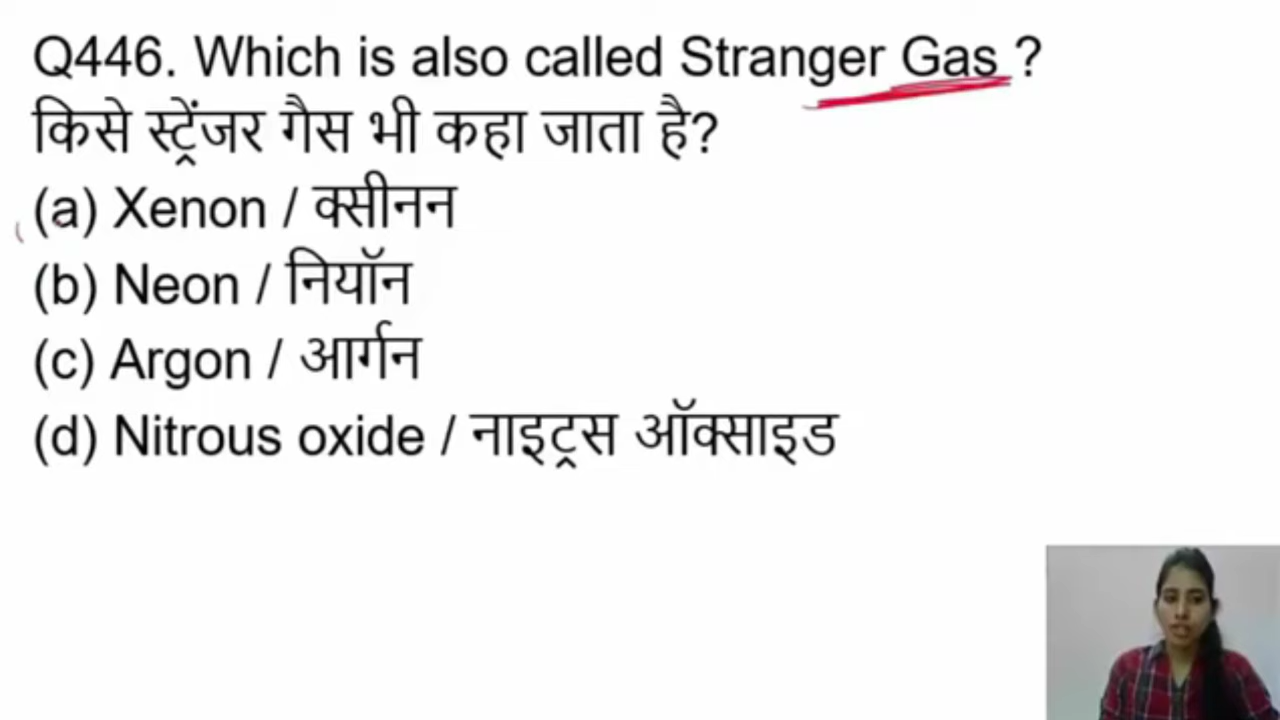 Q446. Which is also called Stranger Gas ?
किसे स्ट्रेंजर गैस भी कहा जाता है?
(a) Xenon / क्सीनन
(b) Neon / नियॉन
(c) Argon / आर्गन
(d) Nitrous oxide / नाइट्रस ऑक्साइड